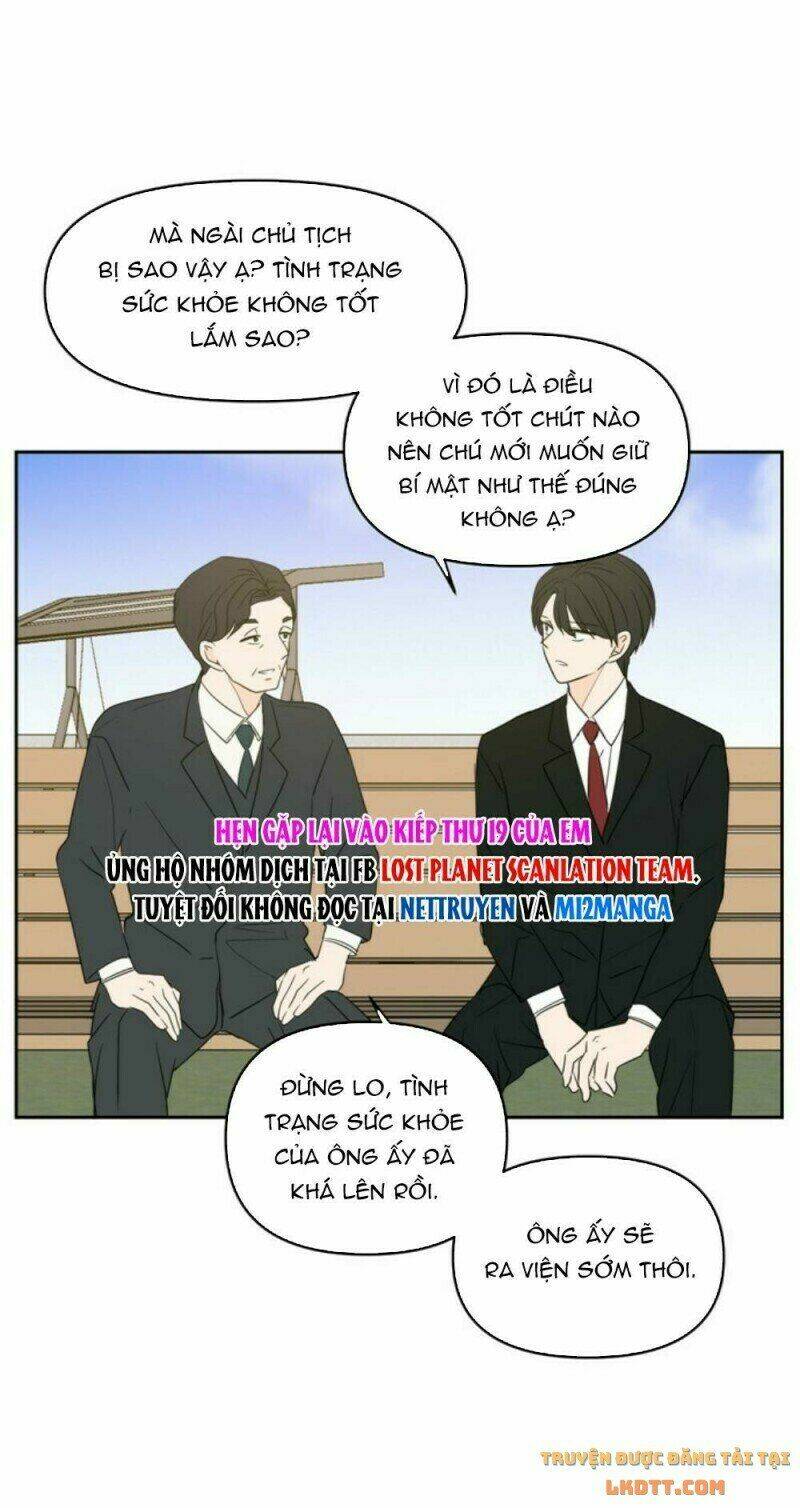 MÀ NGÀI CHỦ TỊCH
BỊ SAO VẬY Ạ? TÌNH TRẠNG
SỨC KHỎE KHÔNG TỐT
LẮM SAO?
VÌ ĐÓ LÀ ĐIỀU
KHÔNG TỐT CHÚT NÀO
NÊN CHÚ MỚI MUỐN GIỮ
BÍ MẬT NHƯ THẾ ĐÚNG
KHÔNG Ạ?
HẸN GẶP LẠI VÀO KIẾP THƯ 19 CỦA EM
ỦNG HỘ NHÓM DỊCH TẠI FB LOST PLANET SCANLATION TEAM.
TUYỆT ĐỐI KHÔNG ĐỌC TẠI NETTRUYEN VÀ MI2MANGA
ĐỪNG LO, TÌNH
TRẠNG SỨC KHỎE
CỦA ÔNG ẤY ĐÃ
KHÁ LÊN RỒI.
ÔNG ẤY SẼ
RA VIỆN SỚM THÔI.
TRUYỆN ĐƯỢC ĐĂNG TẢI TẠI
LKDTT.COM